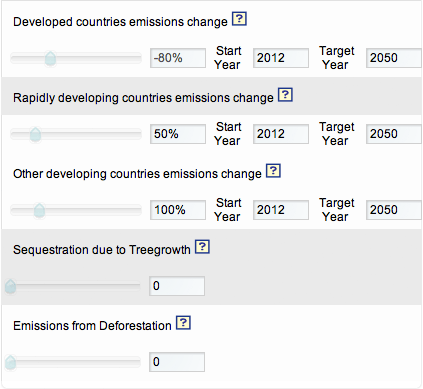 Developed countries emissions change ?
-80% Start Year 2012 Target Year 2050
Rapidly developing countries emissions change ?
50% Start Year 2012 Target Year 2050
Other developing countries emissions change ?
100% Start Year 2012 Target Year 2050
Sequestration due to Treegrowth ?
0
Emissions from Deforestation ?
0